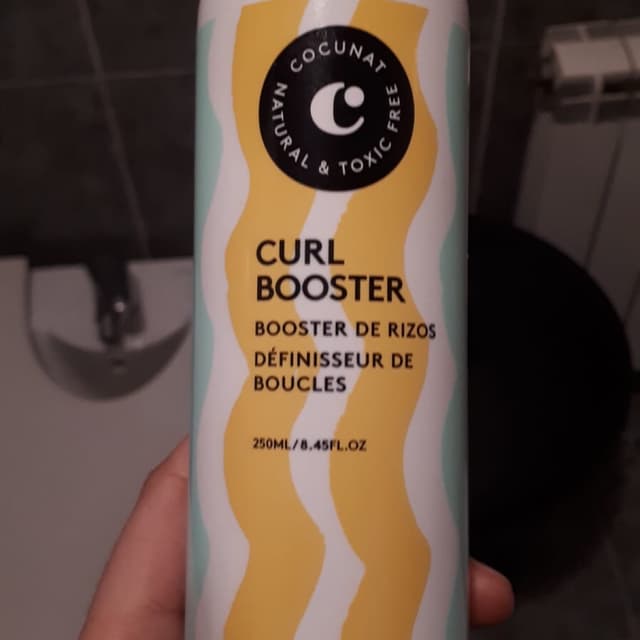 COCUNAT
C
NATURAL & TOXIC FREE
CURL
BOOSTER
BOOSTER DE RIZOS
DÉFINISSEUR DE
BOUCLES
250ML/8.45FL.OZ